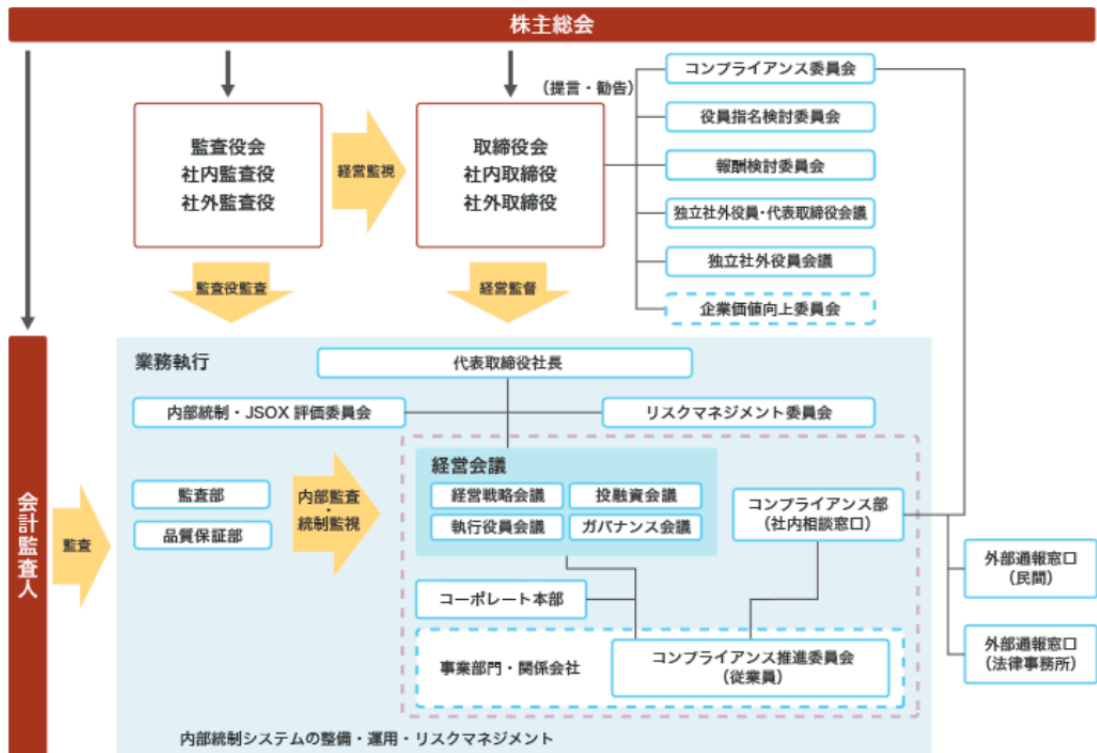 株主総会
(提言・勧告)
コンプライアンス委員会
役員指名検討委員会
報酬検討委員会
独立社外役員・代表取締役会議
独立社外役員会議
企業価値向上委員会
監査役会
社内監査役
社外監査役
経営監視
取締役会
社内取締役
社外取締役
監査役監査
経営監督
会計監査人
監査
業務執行
代表取締役社長
内部統制・JSOX 評価委員会
リスクマネジメント委員会
監査部
品質保証部
内部監査
・
統制監視
経営会議
経営戦略会議
投融資会議
執行役員会議
ガバナンス会議
コンプライアンス部
(社内相談窓口)
コーポレート本部
事業部門・関係会社
コンプライアンス推進委員会
(従業員)
外部通報窓口
(民間)
外部通報窓口
(法律事務所)
内部統制システムの整備・運用・リスクマネジメント